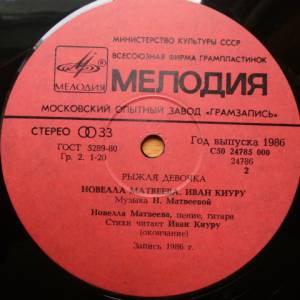 МИНИСТЕРСТВО КУЛЬТУРЫ СССР
ВСЕСОЮЗНАЯ ФИРМА ГРАМПЛАСТИНОК
МЕЛОДИЯ
МЕЛОДИЯ
МОСКОВСКИЙ ОПЫТНЫЙ ЗАВОД «ГРАМЗАПИСЬ»
СТЕРЕО 33
Год выпуска 1986
ГОСТ 5289-80
С50 24785 000
Гр. 2. 1-20
24786
2
РЫЖАЯ ДЕВОЧКА
НОВЕЛЛА МАТВЕЕВА, ИВАН КИУРУ
Музыка Н. Матвеевой
Новелла Матвеева, пение, гитара
Стихи читает Иван Киуру
(окончание)
Запись 1986 г.